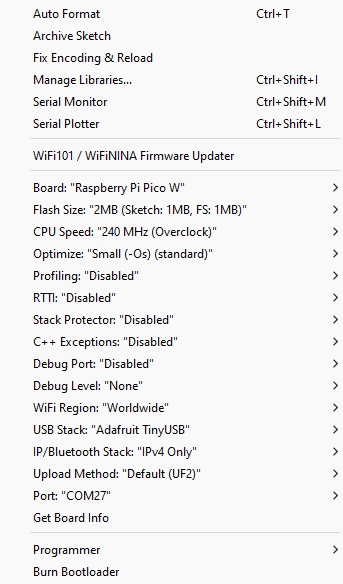 Auto Format Ctrl+T
Archive Sketch
Fix Encoding & Reload
Manage Libraries... Ctrl+Shift+I
Serial Monitor Ctrl+Shift+M
Serial Plotter Ctrl+Shift+L
WiFi101 / WiFiNINA Firmware Updater
Board: "Raspberry Pi Pico W"
Flash Size: "2MB (Sketch: 1MB, FS: 1MB)"
CPU Speed: "240 MHz (Overclock)"
Optimize: "Small (-Os) (standard)"
Profiling: "Disabled"
RTTI: "Disabled"
Stack Protector: "Disabled"
C++ Exceptions: "Disabled"
Debug Port: "Disabled"
Debug Level: "None"
WiFi Region: "Worldwide"
USB Stack: "Adafruit TinyUSB"
IP/Bluetooth Stack: "IPv4 Only"
Upload Method: "Default (UF2)"
Port: "COM27"
Get Board Info
Programmer
Burn Bootloader